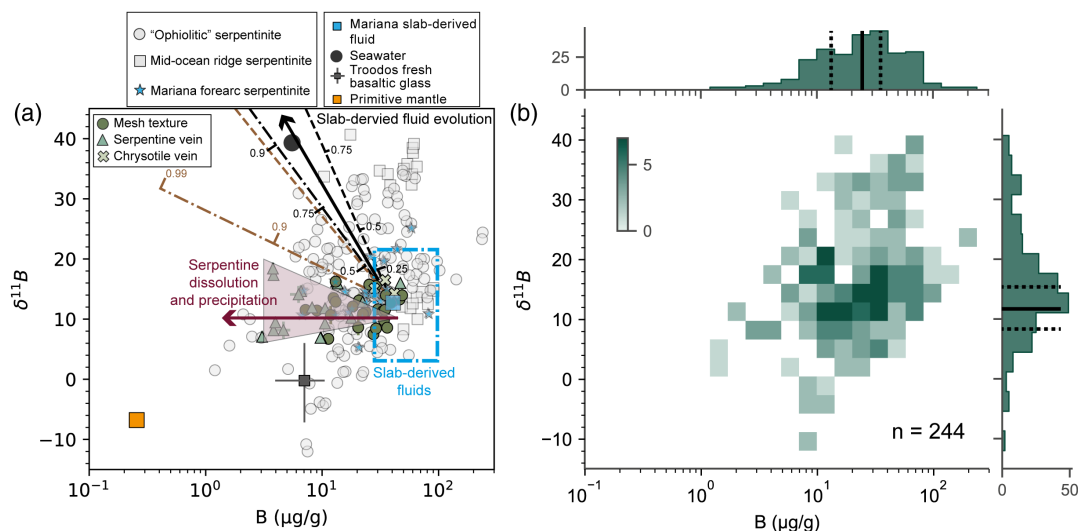 "Ophiolitic" serpentinite
Mid-ocean ridge serpentinite
Mariana forearc serpentinite
Mariana slab-derived
fluid
Seawater
Troodos fresh
basaltic glass
Primitive mantle
(a)
Mesh texture
Serpentine vein
Chrysotile vein
Slab-derved fluid evolution
0.9
0.75
0.99
0.75
0.5
0.9
0.5
0.25
Serpentine
dissolution
and precipitation
Slab-derived
fluids
40
30
20
10
0
−10
δ¹¹B
10⁻¹
10⁰
10¹
10²
B (μg/g)
(b)
25
0
5
0
n = 244
40
30
20
10
0
−10
δ¹¹B
10⁻¹
10⁰
10¹
10²
B (μg/g)
0
50